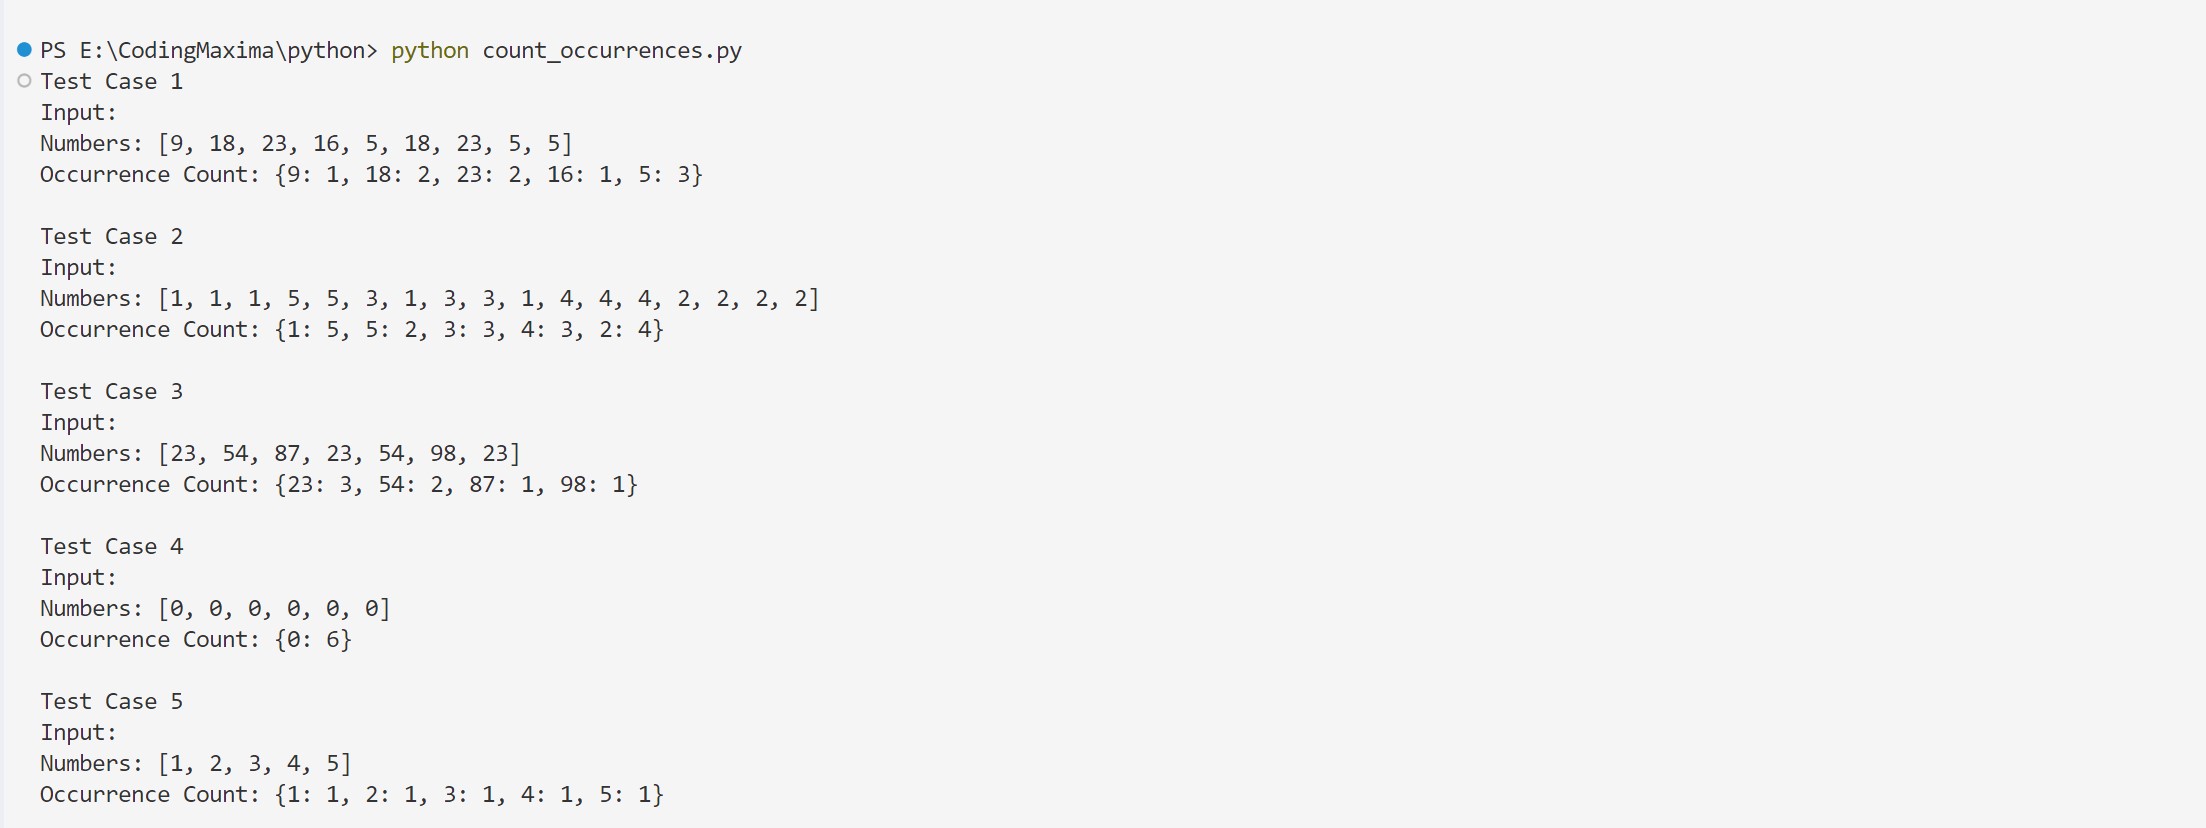 PS E:\CodingMaxima\python> python count_occurrences.py
Test Case 1
Input:
Numbers: [9, 18, 23, 16, 5, 18, 23, 5, 5]
Occurrence Count: {9: 1, 18: 2, 23: 2, 16: 1, 5: 3}
Test Case 2
Input:
Numbers: [1, 1, 1, 5, 5, 3, 1, 3, 3, 1, 4, 4, 4, 2, 2, 2, 2]
Occurrence Count: {1: 5, 5: 2, 3: 3, 4: 3, 2: 4}
Test Case 3
Input:
Numbers: [23, 54, 87, 23, 54, 98, 23]
Occurrence Count: {23: 3, 54: 2, 87: 1, 98: 1}
Test Case 4
Input:
Numbers: [0, 0, 0, 0, 0, 0]
Occurrence Count: {0: 6}
Test Case 5
Input:
Numbers: [1, 2, 3, 4, 5]
Occurrence Count: {1: 1, 2: 1, 3: 1, 4: 1, 5: 1}